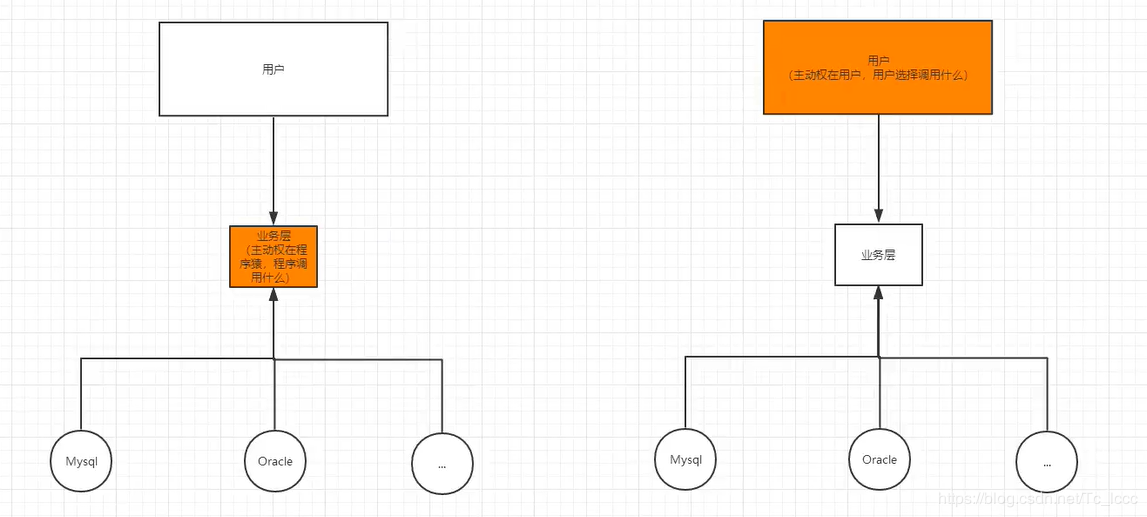 用户
用户
（主动权在用户，用户选择调用什么）
业务层
（主动权在程
序猿，程序调
用什么）
业务层
Mysql
Oracle
...
Mysql
Oracle
...
https://blog.csdn.net/Tc_lccc